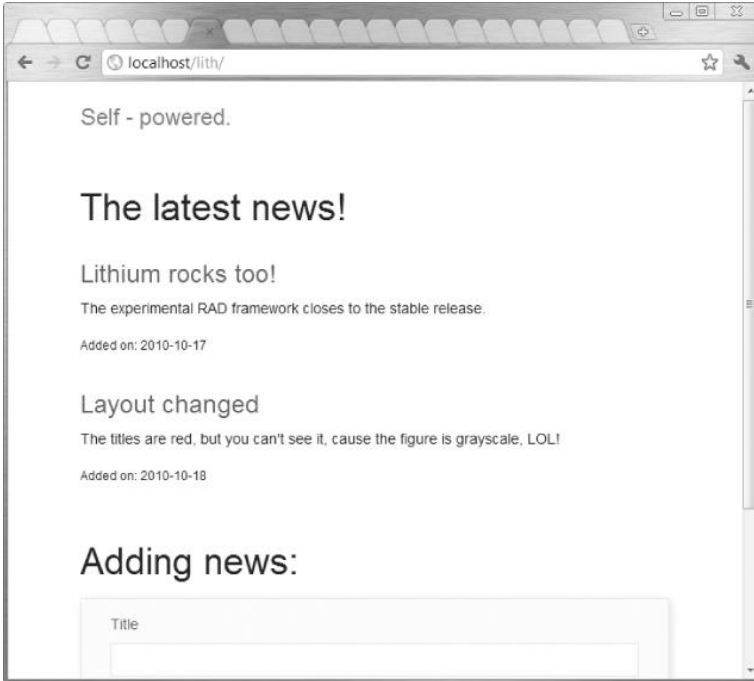 localhost/lith/
Self - powered.
The latest news!
Lithium rocks too!
The experimental RAD framework closes to the stable release.
Added on: 2010-10-17
Layout changed
The titles are red, but you can't see it, cause the figure is grayscale, LOL!
Added on: 2010-10-18
Adding news:
Title